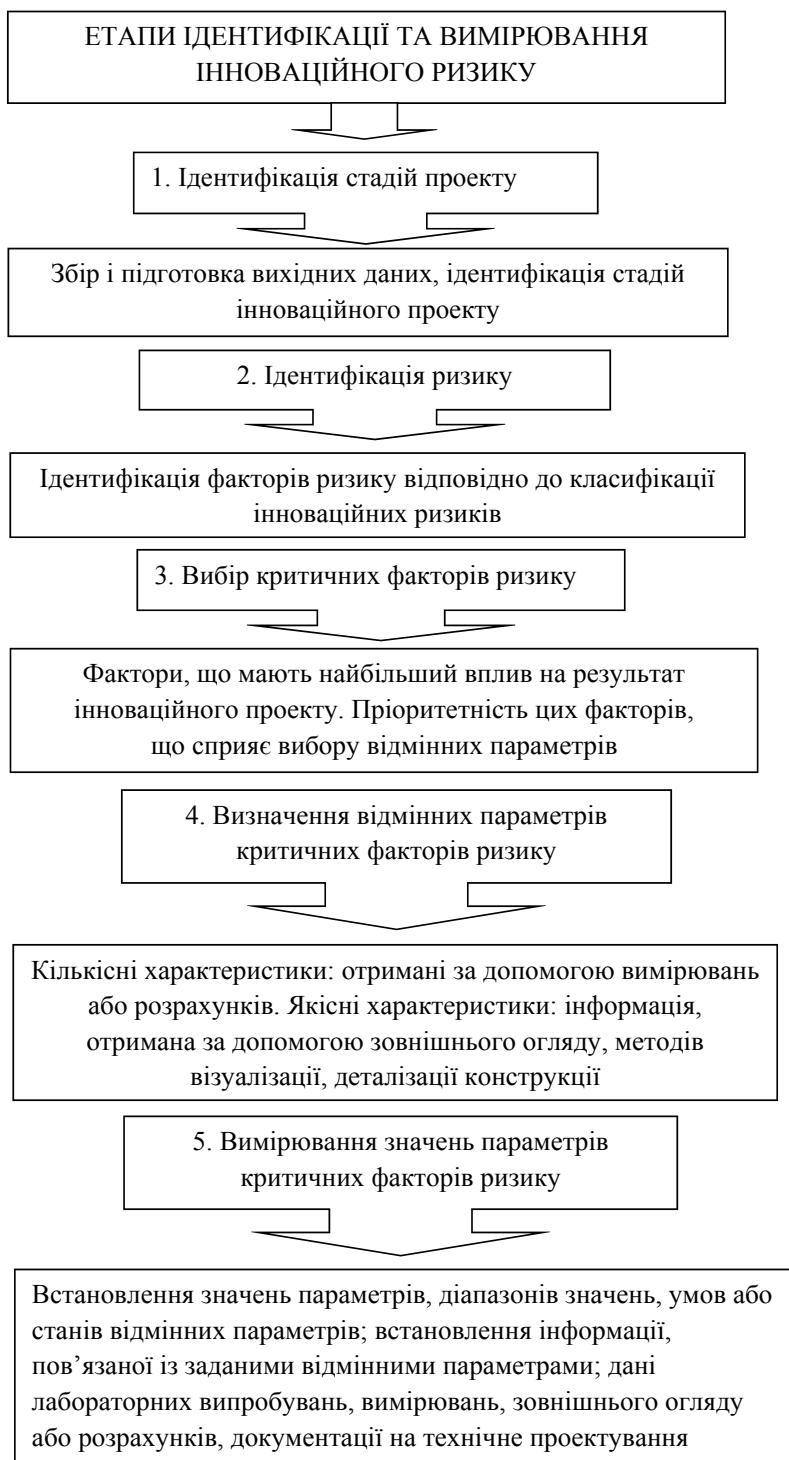 ЕТАПИ ІДЕНТИФІКАЦІЇ ТА ВИМІРЮВАННЯ
ІННОВАЦІЙНОГО РИЗИКУ
1. Ідентифікація стадій проекту
Збір і підготовка вихідних даних, ідентифікація стадій
інноваційного проекту
2. Ідентифікація ризику
Ідентифікація факторів ризику відповідно до класифікації
інноваційних ризиків
3. Вибір критичних факторів ризику
Фактори, що мають найбільший вплив на результат
інноваційного проекту. Пріоритетність цих факторів,
що сприяє вибору відмінних параметрів
4. Визначення відмінних параметрів
критичних факторів ризику
Кількісні характеристики: отримані за допомогою вимірювань
або розрахунків. Якісні характеристики: інформація,
отримана за допомогою зовнішнього огляду, методів
візуалізації, деталізації конструкції
5. Вимірювання значень параметрів
критичних факторів ризику
Встановлення значень параметрів, діапазонів значень, умов або
станів відмінних параметрів; встановлення інформації,
пов’язаної із заданими відмінними параметрами; дані
лабораторних випробувань, вимірювань, зовнішнього огляду
або розрахунків, документації на технічне проектування